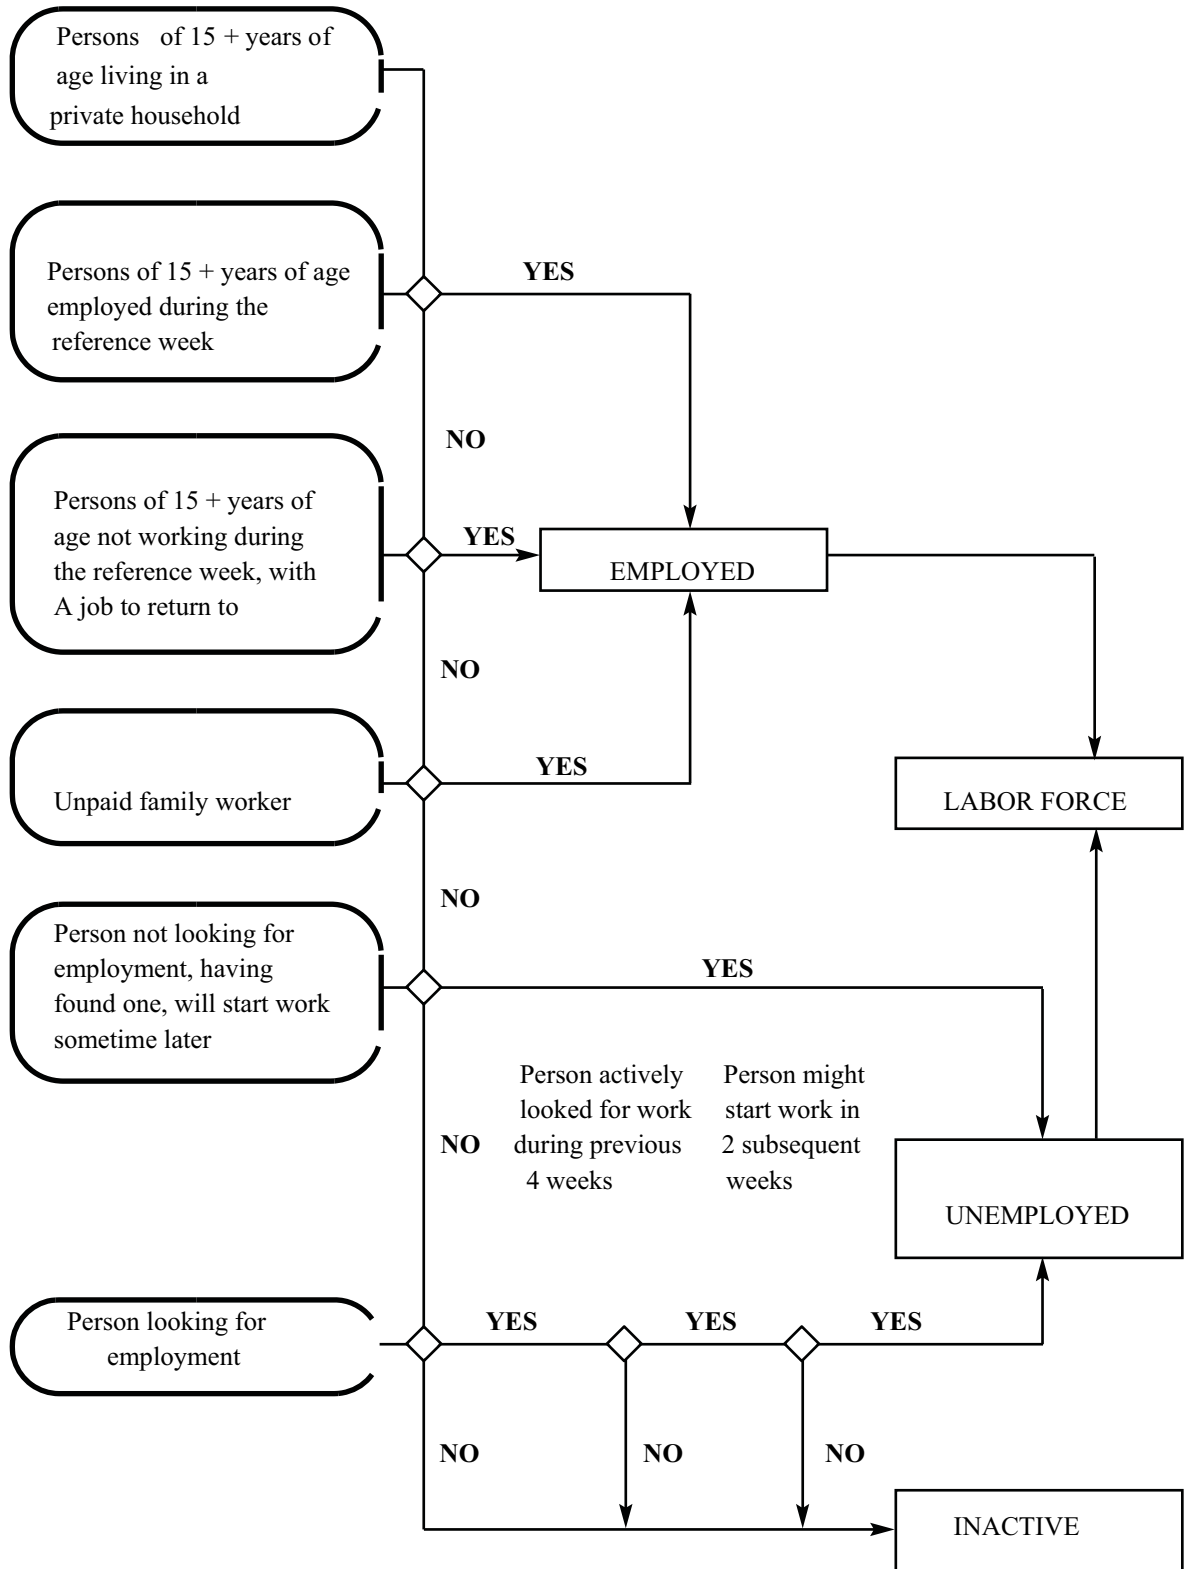 Persons of 15 + years of
age living in a
private household
Persons of 15 + years of age
employed during the
reference week
YES
NO
Persons of 15 + years of
age not working during
the reference week, with
A job to return to
YES
EMPLOYED
NO
Unpaid family worker
YES
LABOR FORCE
NO
Person not looking for
employment, having
found one, will start work
sometime later
YES
NO
Person actively
looked for work
during previous
4 weeks
Person might
start work in
2 subsequent
weeks
UNEMPLOYED
Person looking for
employment
YES
YES
YES
NO
NO
NO
INACTIVE